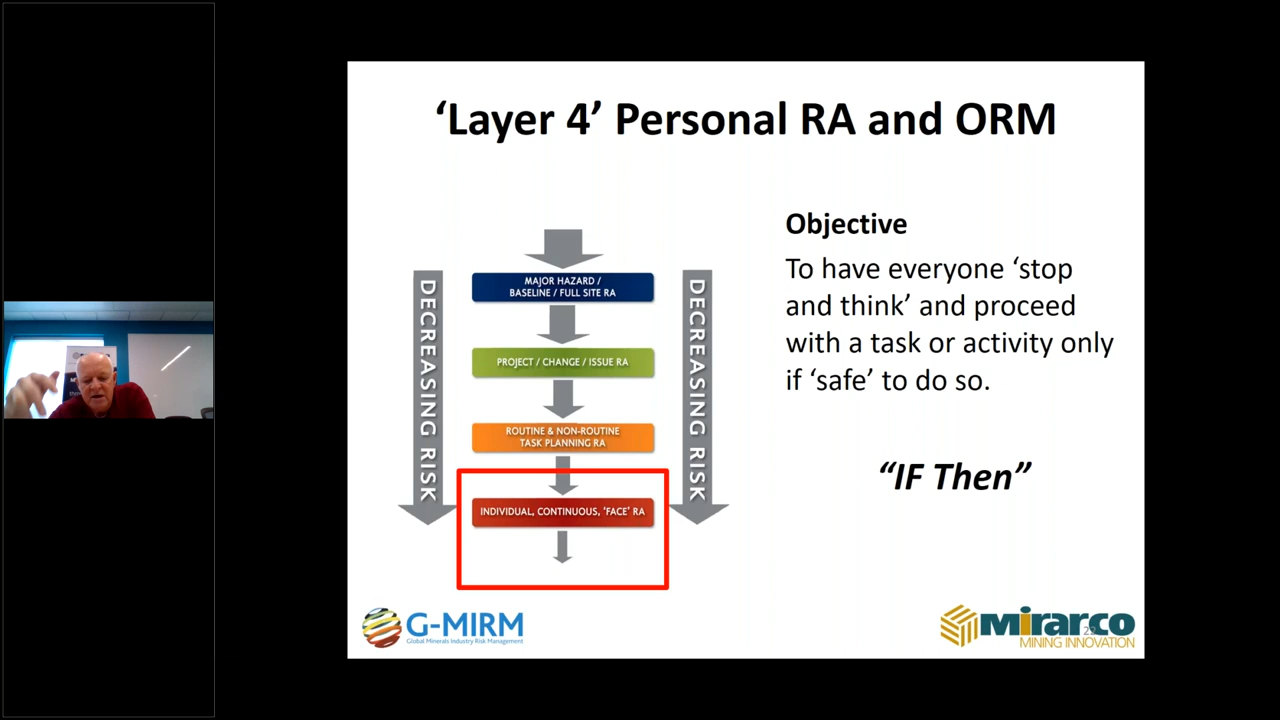 ‘Layer 4’ Personal RA and ORM
MAJOR HAZARD /
BASELINE / FULL SITE RA
PROJECT / CHANGE / ISSUE RA
ROUTINE & NON-ROUTINE
TASK PLANNING RA
INDIVIDUAL, CONTINUOUS, ‘FACE’ RA
DECREASING RISK
DECREASING RISK
Objective
To have everyone ‘stop
and think’ and proceed
with a task or activity only
if ‘safe’ to do so.
“IF Then”
G-MIRM
Global Minerals Industry Risk Management
Mirarco
MINING INNOVATION